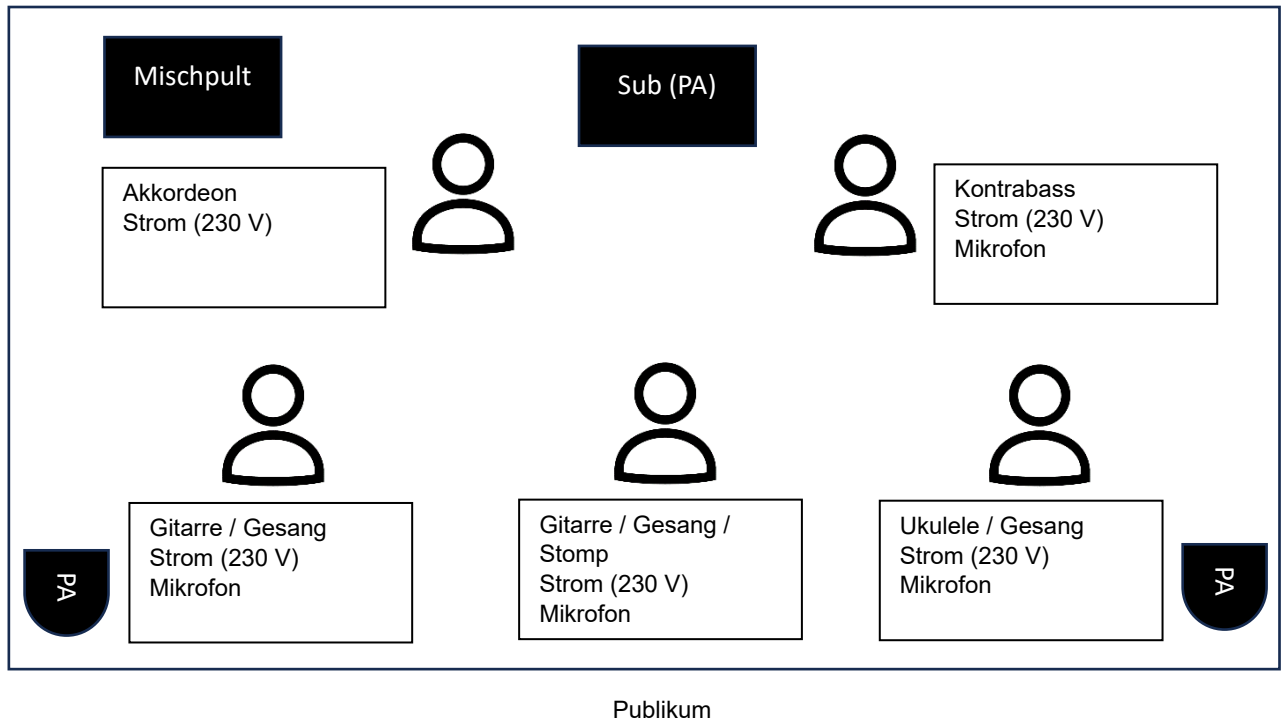 Mischpult
Sub (PA)
Akkordeon
Strom (230 V)
Kontrabass
Strom (230 V)
Mikrofon
Gitarre / Gesang
Strom (230 V)
Mikrofon
Gitarre / Gesang /
Stomp
Strom (230 V)
Mikrofon
Ukulele / Gesang
Strom (230 V)
Mikrofon
PA
PA
Publikum